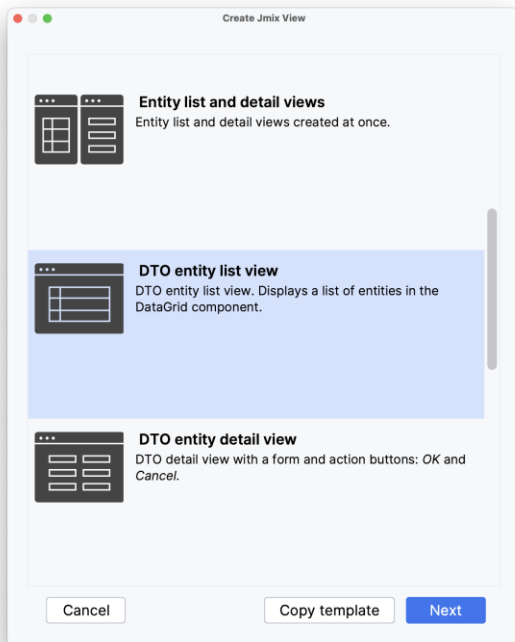 Create Jmix View
Entity list and detail views
Entity list and detail views created at once.
DTO entity list view
DTO entity list view. Displays a list of entities in the
DataGrid component.
DTO entity detail view
DTO detail view with a form and action buttons: OK and
Cancel.
Cancel
Copy template
Next